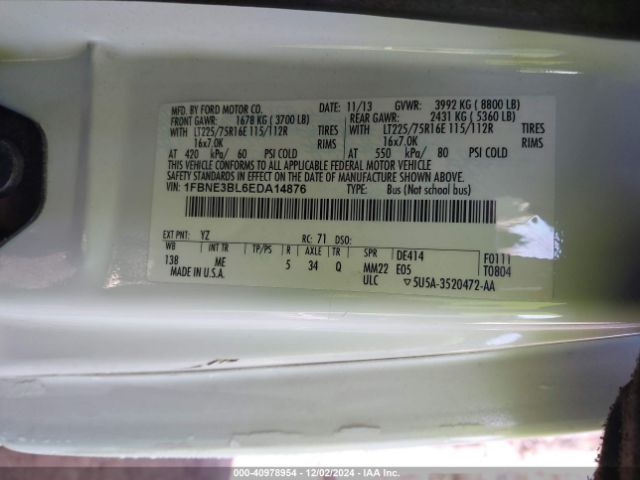 MFD. BY FORD MOTOR CO. DATE: 11/13 GVWR: 3992 KG ( 8800 LB)
FRONT GAWR: 1678 KG ( 3700 LB) REAR GAWR: 2431 KG ( 5360 LB)
WITH LT225/75R16E 115/112R TIRES WITH LT225/75R16E 115/112R TIRES
16x7.0K RIMS 16x7.0K RIMS
AT 420 kPa/ 60 PSI COLD AT 550 kPa/ 80 PSI COLD
THIS VEHICLE CONFORMS TO ALL APPLICABLE FEDERAL MOTOR VEHICLE
SAFETY STANDARDS IN EFFECT ON THE DATE OF MANUFACTURE SHOWN ABOVE.
VIN: 1FBNE3BL6EDA14876 TYPE: Bus (Not school bus)
EXT PNT: YZ RC: 71 DSO:
WB INT TR TP/PS R AXLE TR SPR DE414 F0111
138 ME 5 34 Q MM22 E05 T0804
MADE IN U.S.A. ULC ▽5U5A-3520472-AA
000-40978954 • 12/02/2024 • IAA Inc.